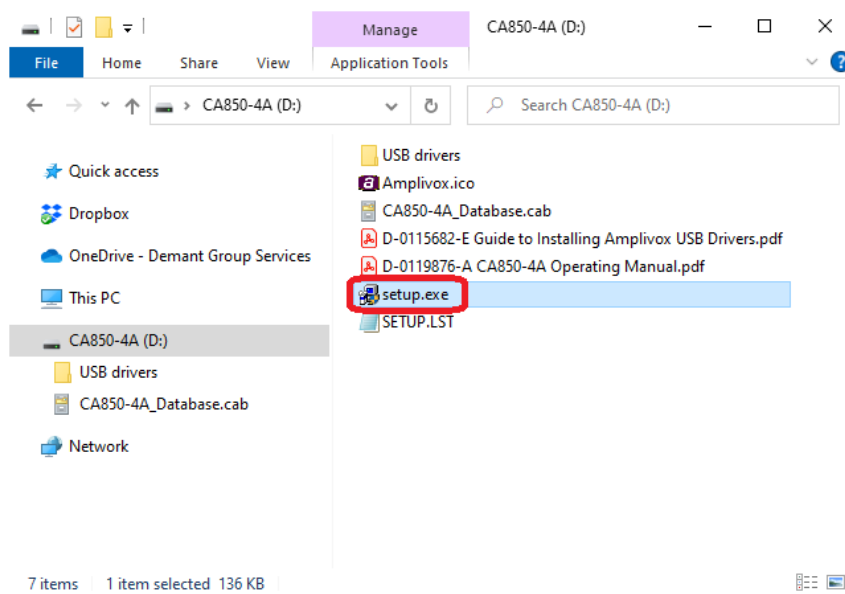 Manage
CA850-4A (D:)
File
Home
Share
View
Application Tools
?
CA850-4A (D:)
Search CA850-4A (D:)
Quick access
Dropbox
OneDrive - Demant Group Services
This PC
CA850-4A (D:)
USB drivers
CA850-4A_Database.cab
Network
USB drivers
a Amplivox.ico
CA850-4A_Database.cab
D-0115682-E Guide to Installing Amplivox USB Drivers.pdf
D-0119876-A CA850-4A Operating Manual.pdf
setup.exe
SETUP.LST
7 items
1 item selected 136 KB